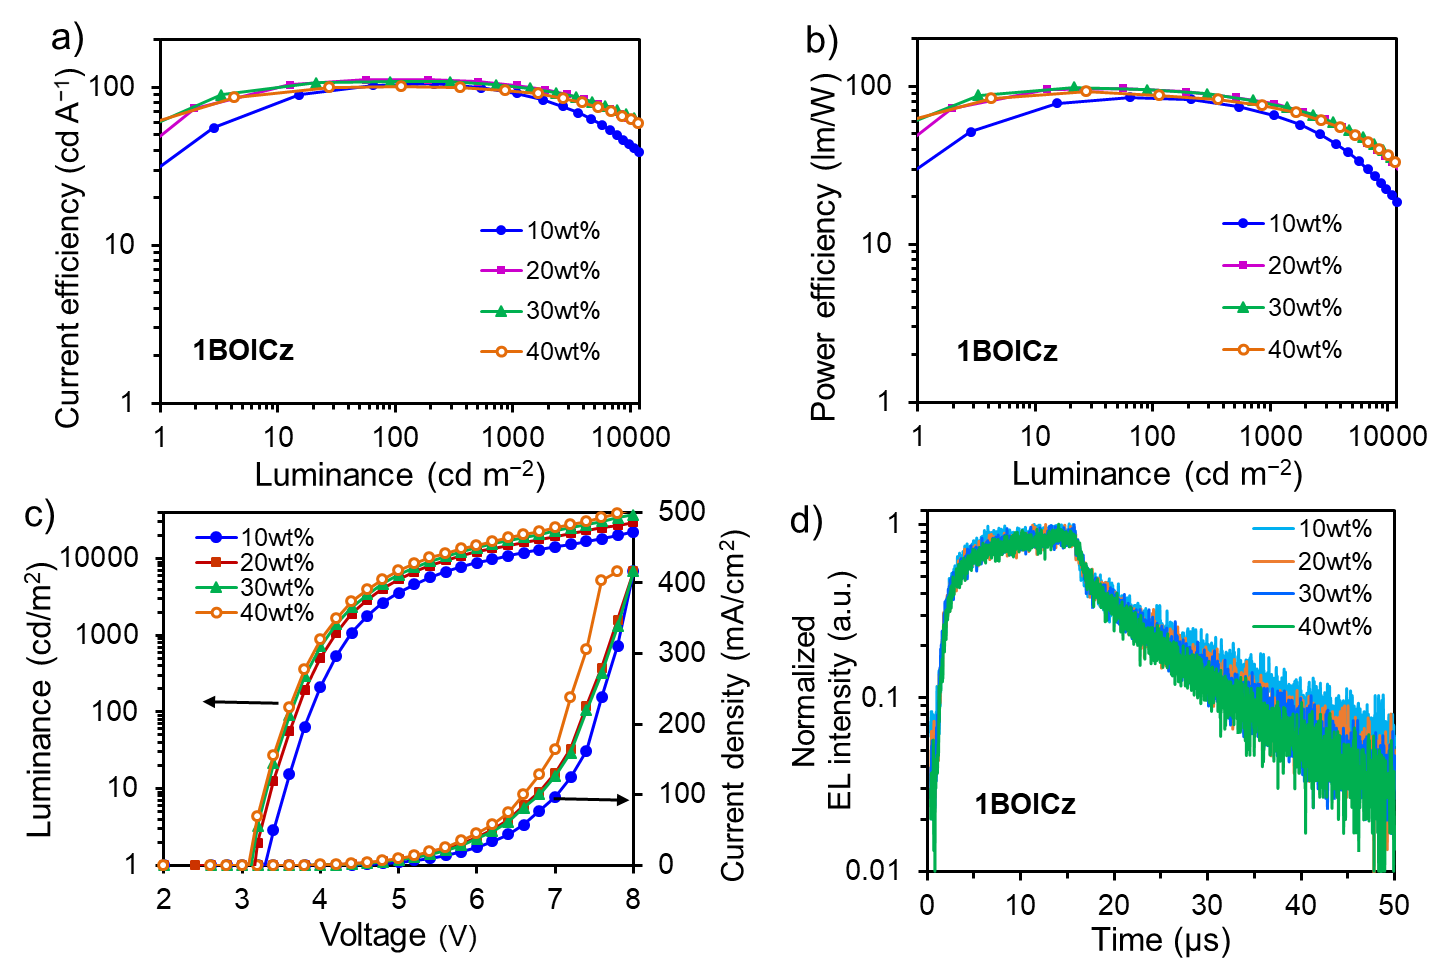 a)
Current efficiency (cd A−1)
100
10
1
1 10 100 1000 10000
Luminance (cd m−2)
10wt%
20wt%
30wt%
40wt%
1BOICz
b)
Power efficiency (lm/W)
100
10
1
1 10 100 1000 10000
Luminance (cd m−2)
10wt%
20wt%
30wt%
40wt%
1BOICz
c)
Luminance (cd/m2)
10000
1000
100
10
1
2 3 4 5 6 7 8
Voltage (V)
10wt%
20wt%
30wt%
40wt%
500
400
300
200
100
0
Current density (mA/cm2)
d)
Normalized
EL intensity (a.u.)
1
0.1
0.01
0 10 20 30 40 50
Time (μs)
10wt%
20wt%
30wt%
40wt%
1BOICz